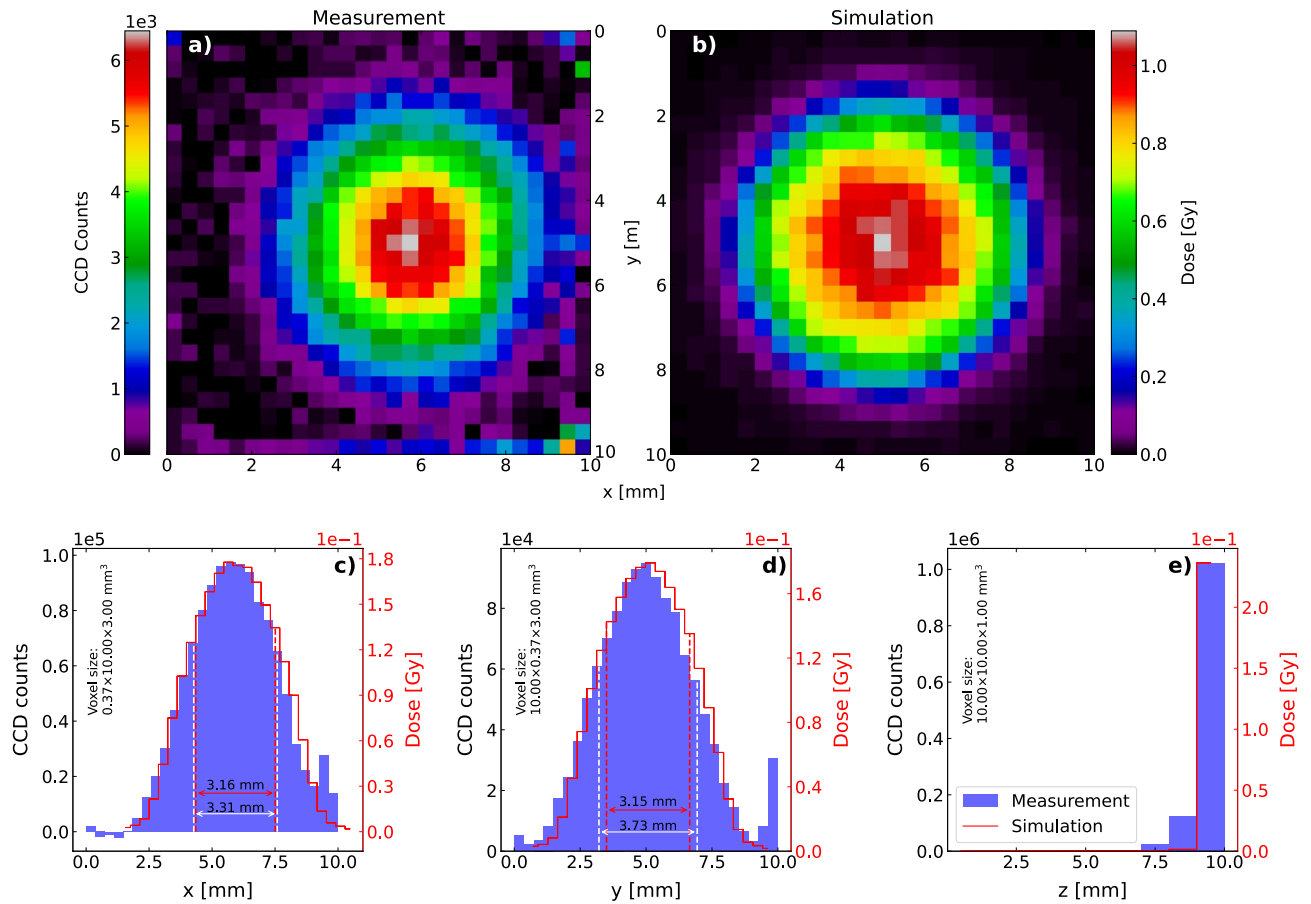 Measurement
Simulation
1e3
a)
b)
6
5
4
3
2
1
0
CCD Counts
0
2
4
6
8
10
0
2
4
6
8
10
y [m]
0
2
4
6
8
10
0
2
4
6
8
10
x [mm]
1.0
0.8
0.6
0.4
0.2
0.0
Dose [Gy]
1e5
1e−1
c)
1.0
0.8
0.6
0.4
0.2
0.0
CCD counts
Voxel size:
0.37×10.00×3.00 mm³
3.16 mm
3.31 mm
1.8
1.5
1.2
0.9
0.6
0.3
0.0
Dose [Gy]
0.0
2.5
5.0
7.5
10.0
x [mm]
1e4
1e−1
d)
8
6
4
2
0
CCD counts
Voxel size:
10.00×0.37×3.00 mm³
3.15 mm
3.73 mm
1.6
1.2
0.8
0.4
0.0
Dose [Gy]
0.0
2.5
5.0
7.5
10.0
y [mm]
1e6
1e−1
e)
1.0
0.8
0.6
0.4
0.2
0.0
CCD counts
Voxel size:
10.00×10.00×1.00 mm³
Measurement
Simulation
2.0
1.5
1.0
0.5
0.0
Dose [Gy]
2.5
5.0
7.5
10.0
z [mm]